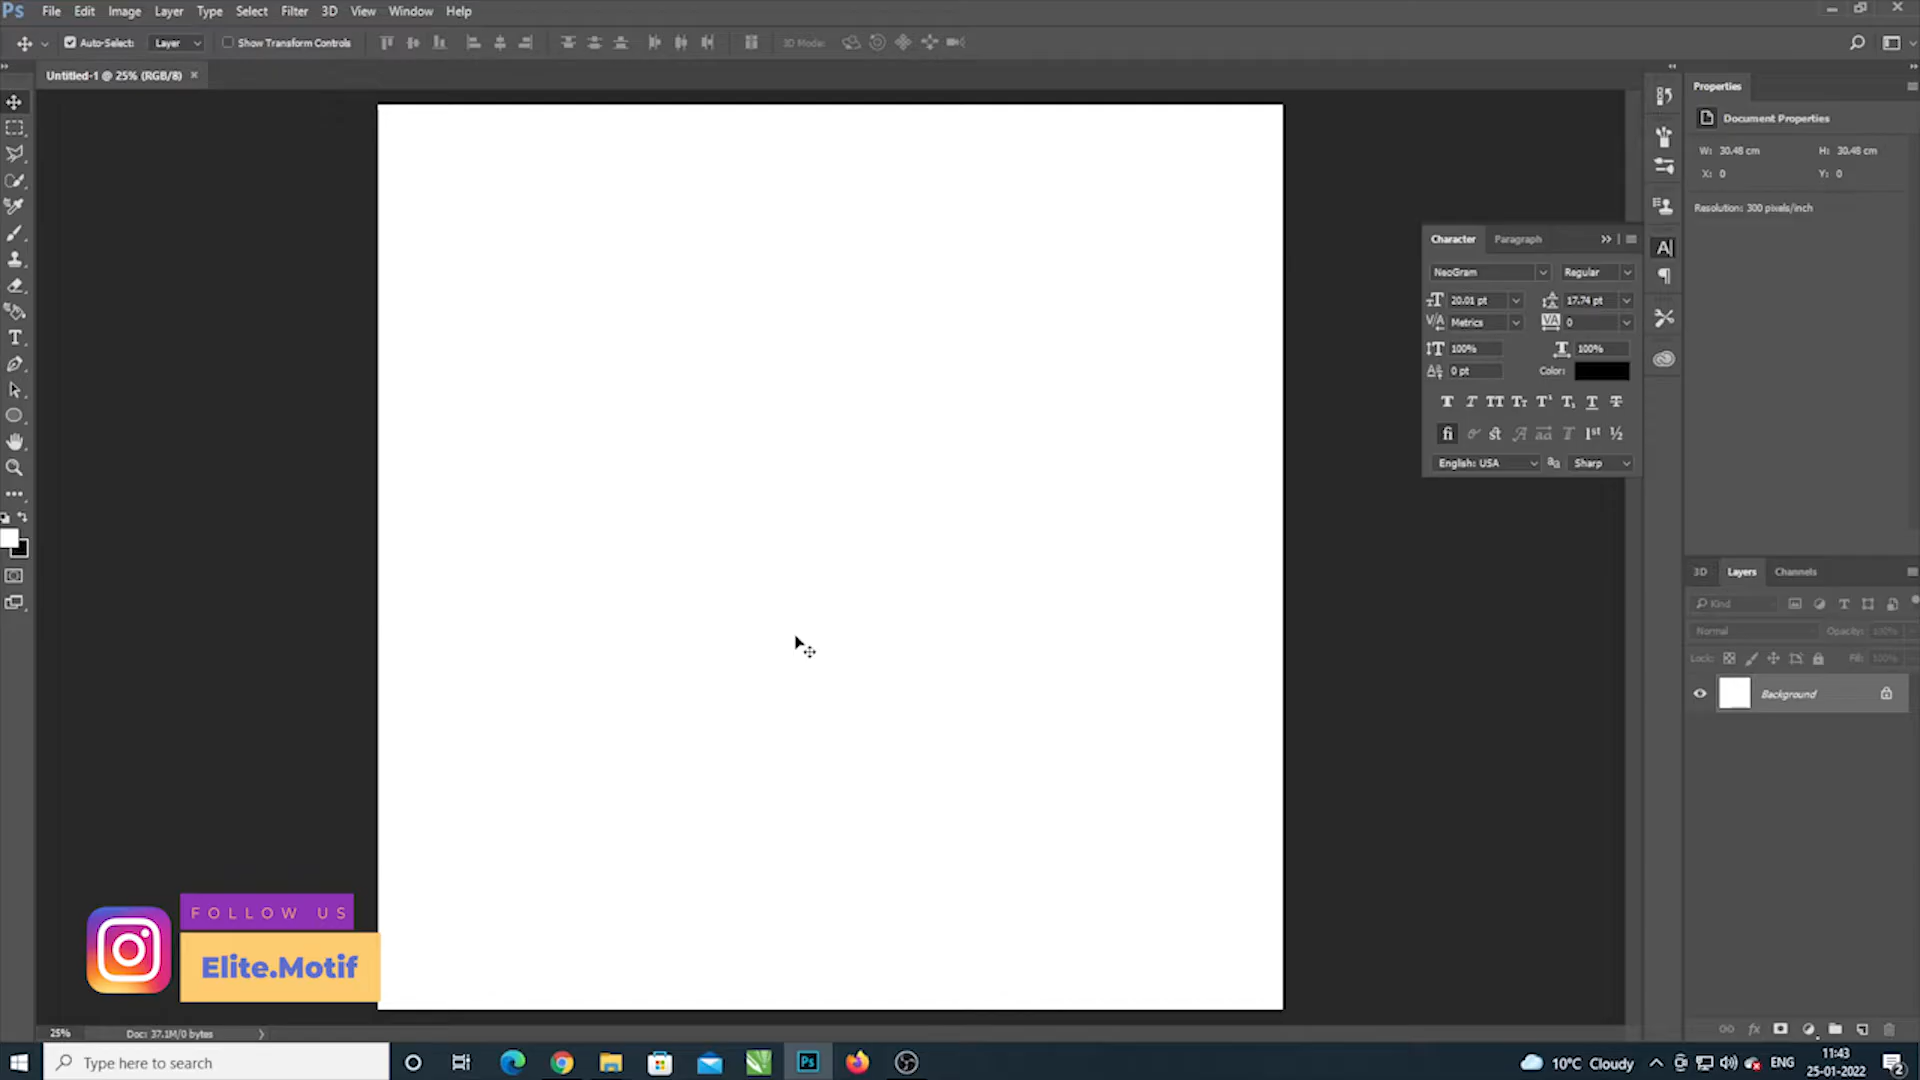 Ps File Edit Image Layer Type Select Filter 3D View Window Help
Auto-Select: Layer Show Transform Controls 3D Mode:
Untitled-1 @ 25% (RGB/8)
Properties
Document Properties
W: 30.48 cm H: 30.48 cm
X: 0 Y: 0
Resolution: 300 pixels/inch
Character Paragraph
NeoGram Regular
20.01 pt 17.74 pt
Metrics 0
100% 100%
0 pt Color:
English: USA Sharp
3D Layers Channels
Kind
Normal Opacity: 100%
Lock: Fill: 100%
Background
FOLLOW US
Elite.Motif
25% Doc: 37.1M/0 bytes
Type here to search
Ps
10°C Cloudy ENG
11:43
25-01-2022
2